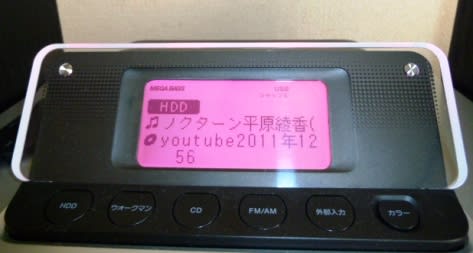 MEGA BASS
USB
HDD
ノクターン平原綾香(
youtube2011年12
56
HDD
ウォークマン
CD
FM/AM
外部入力
カラー